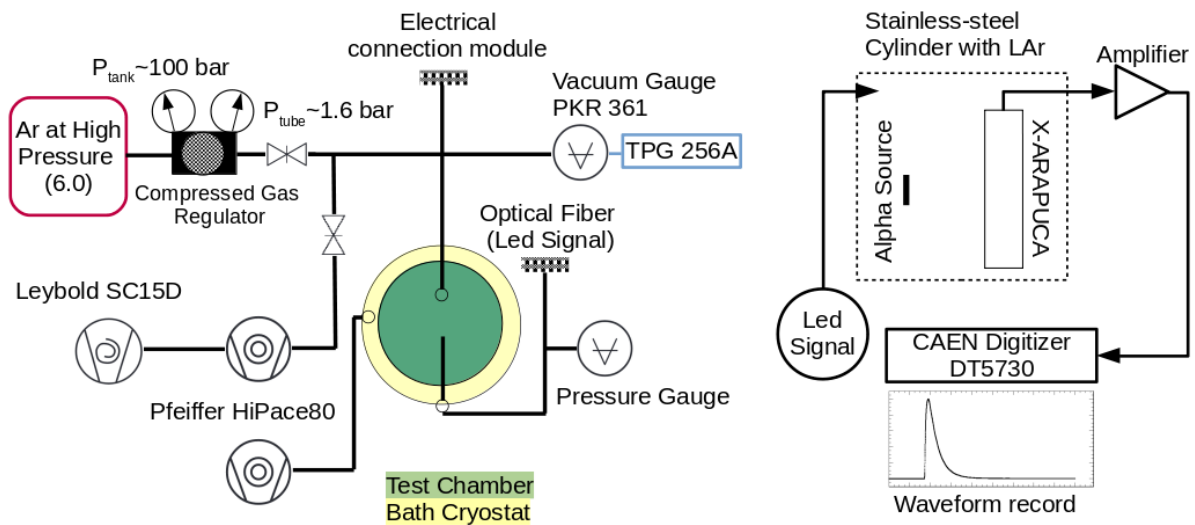 Electrical
connection module
P_tank~100 bar
P_tube~1.6 bar
Ar at High
Pressure
(6.0)
Compressed Gas
Regulator
Vacuum Gauge
PKR 361
TPG 256A
Optical Fiber
(Led Signal)
Leybold SC15D
Pfeiffer HiPace80
Pressure Gauge
Test Chamber
Bath Cryostat
Stainless-steel
Cylinder with LAr
Amplifier
Alpha Source
X-ARAPUCA
Led
Signal
CAEN Digitizer
DT5730
Waveform record